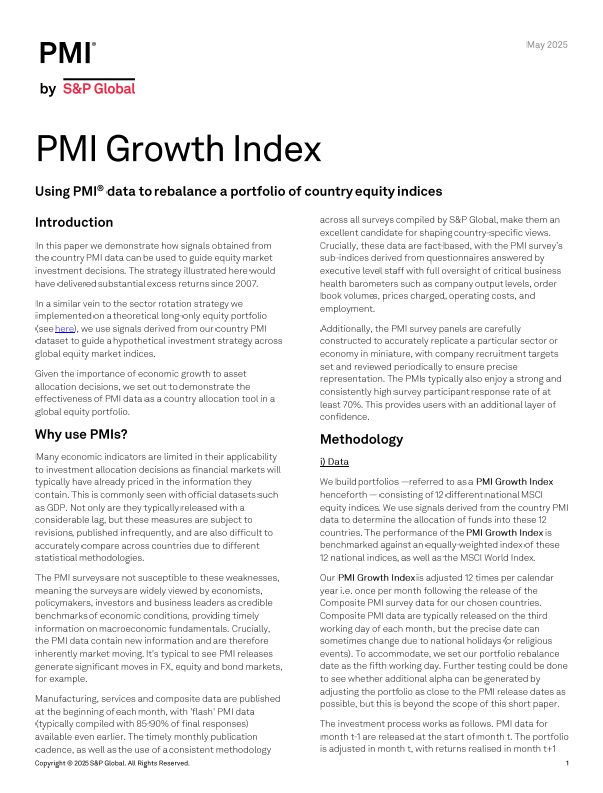 PMI®
May 2025
by S&P Global
PMI Growth Index
Using PMI® data to rebalance a portfolio of country equity indices
Introduction
In this paper we demonstrate how signals obtained from
the country PMI data can be used to guide equity market
investment decisions. The strategy illustrated here would
have delivered substantial excess returns since 2007.
In a similar vein to the sector rotation strategy we
implemented on a theoretical long-only equity portfolio
(see here), we use signals derived from our country PMI
dataset to guide a hypothetical investment strategy across
global equity market indices.
Given the importance of economic growth to asset
allocation decisions, we set out to demonstrate the
effectiveness of PMI data as a country allocation tool in a
global equity portfolio.
Why use PMIs?
Many economic indicators are limited in their applicability
to investment allocation decisions as financial markets will
typically have already priced in the information they
contain. This is commonly seen with official datasets such
as GDP. Not only are they typically released with a
considerable lag, but these measures are subject to
revisions, published infrequently, and are also difficult to
accurately compare across countries due to different
statistical methodologies.
The PMI surveys are not susceptible to these weaknesses,
meaning the surveys are widely viewed by economists,
policymakers, investors and business leaders as credible
benchmarks of economic conditions, providing timely
information on macroeconomic fundamentals. Crucially,
the PMI data contain new information and are therefore
inherently market moving. It's typical to see PMI releases
generate significant moves in FX, equity and bond markets,
for example.
Manufacturing, services and composite data are published
at the beginning of each month, with 'flash' PMI data
(typically compiled with 85-90% of final responses)
available even earlier. The timely monthly publication
cadence, as well as the use of a consistent methodology
across all surveys compiled by S&P Global, make them an
excellent candidate for shaping country-specific views.
Crucially, these data are fact-based, with the PMI survey's
sub-indices derived from questionnaires answered by
executive level staff with full oversight of critical business
health barometers such as company output levels, order
book volumes, prices charged, operating costs, and
employment.
Additionally, the PMI survey panels are carefully
constructed to accurately replicate a particular sector or
economy in miniature, with company recruitment targets
set and reviewed periodically to ensure precise
representation. The PMIs typically also enjoy a strong and
consistently high survey participant response rate of at
least 70%. This provides users with an additional layer of
confidence.
Methodology
i) Data
We build portfolios — referred to as a PMI Growth Index
henceforth — consisting of 12 different national MSCI
equity indices. We use signals derived from the country PMI
data to determine the allocation of funds into these 12
countries. The performance of the PMI Growth Index is
benchmarked against an equally-weighted index of these
12 national indices, as well as the MSCI World Index.
Our PMI Growth Index is adjusted 12 times per calendar
year i.e. once per month following the release of the
Composite PMI survey data for our chosen countries.
Composite PMI data are typically released on the third
working day of each month, but the precise date can
sometimes change due to national holidays (or religious
events). To accommodate, we set our portfolio rebalance
date as the fifth working day. Further testing could be done
to see whether additional alpha can be generated by
adjusting the portfolio as close to the PMI release dates as
possible, but this is beyond the scope of this short paper.
The investment process works as follows. PMI data for
month t-1 are released at the start of month t. The portfolio
is adjusted in month t, with returns realised in month t+1
Copyright © 2025 S&P Global. All Rights Reserved.
1